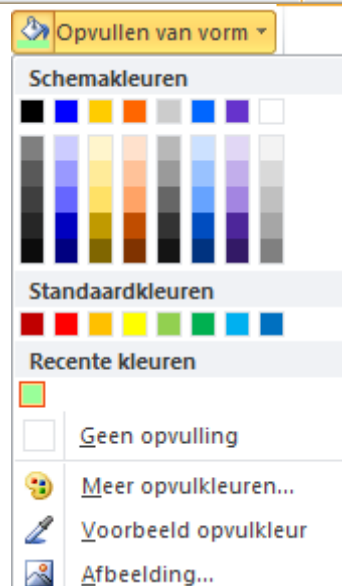 Opvullen van vorm
Schemakleuren
Standaardkleuren
Recente kleuren
Geen opvulling
Meer opvulkleuren...
Voorbeeld opvulkleur
Afbeelding...